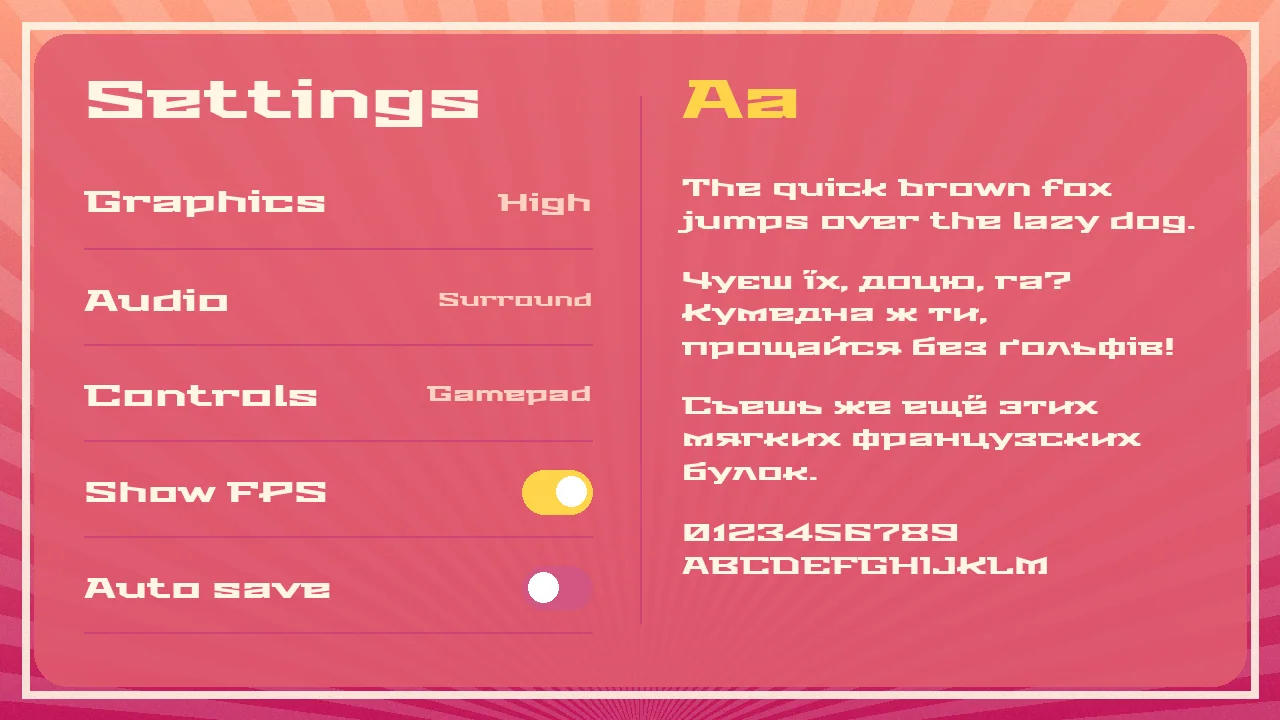 Settings
Graphics High
Audio Surround
Controls Gamepad
Show FPS
Auto save
Aa
The quick brown fox
jumps over the lazy dog.
Чуєш їх, доцю, га?
Кумедна ж ти,
прощайся без ґольфів!
Съешь же ещё этих
мягких французских
булок.
0123456789
ABCDEFGHIJKLM